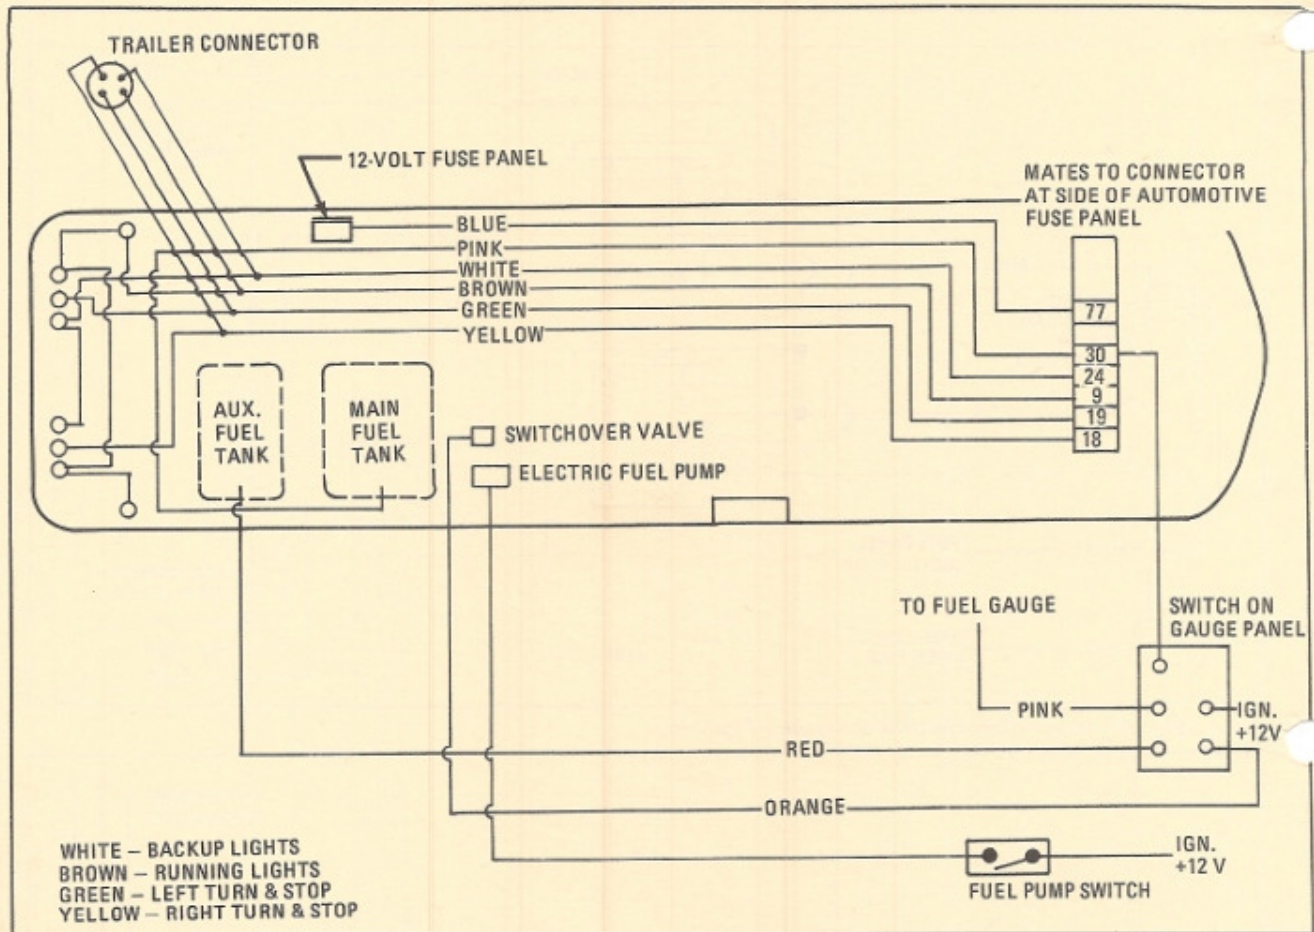 TRAILER CONNECTOR
12-VOLT FUSE PANEL
MATES TO CONNECTOR
AT SIDE OF AUTOMOTIVE
FUSE PANEL
BLUE
PINK
WHITE
BROWN
GREEN
YELLOW
77
30
24
9
19
18
AUX.
FUEL
TANK
MAIN
FUEL
TANK
SWITCHOVER VALVE
ELECTRIC FUEL PUMP
TO FUEL GAUGE
SWITCH ON
GAUGE PANEL
PINK
IGN.
+12V
RED
ORANGE
IGN.
+12 V
FUEL PUMP SWITCH
WHITE – BACKUP LIGHTS
BROWN – RUNNING LIGHTS
GREEN – LEFT TURN & STOP
YELLOW – RIGHT TURN & STOP